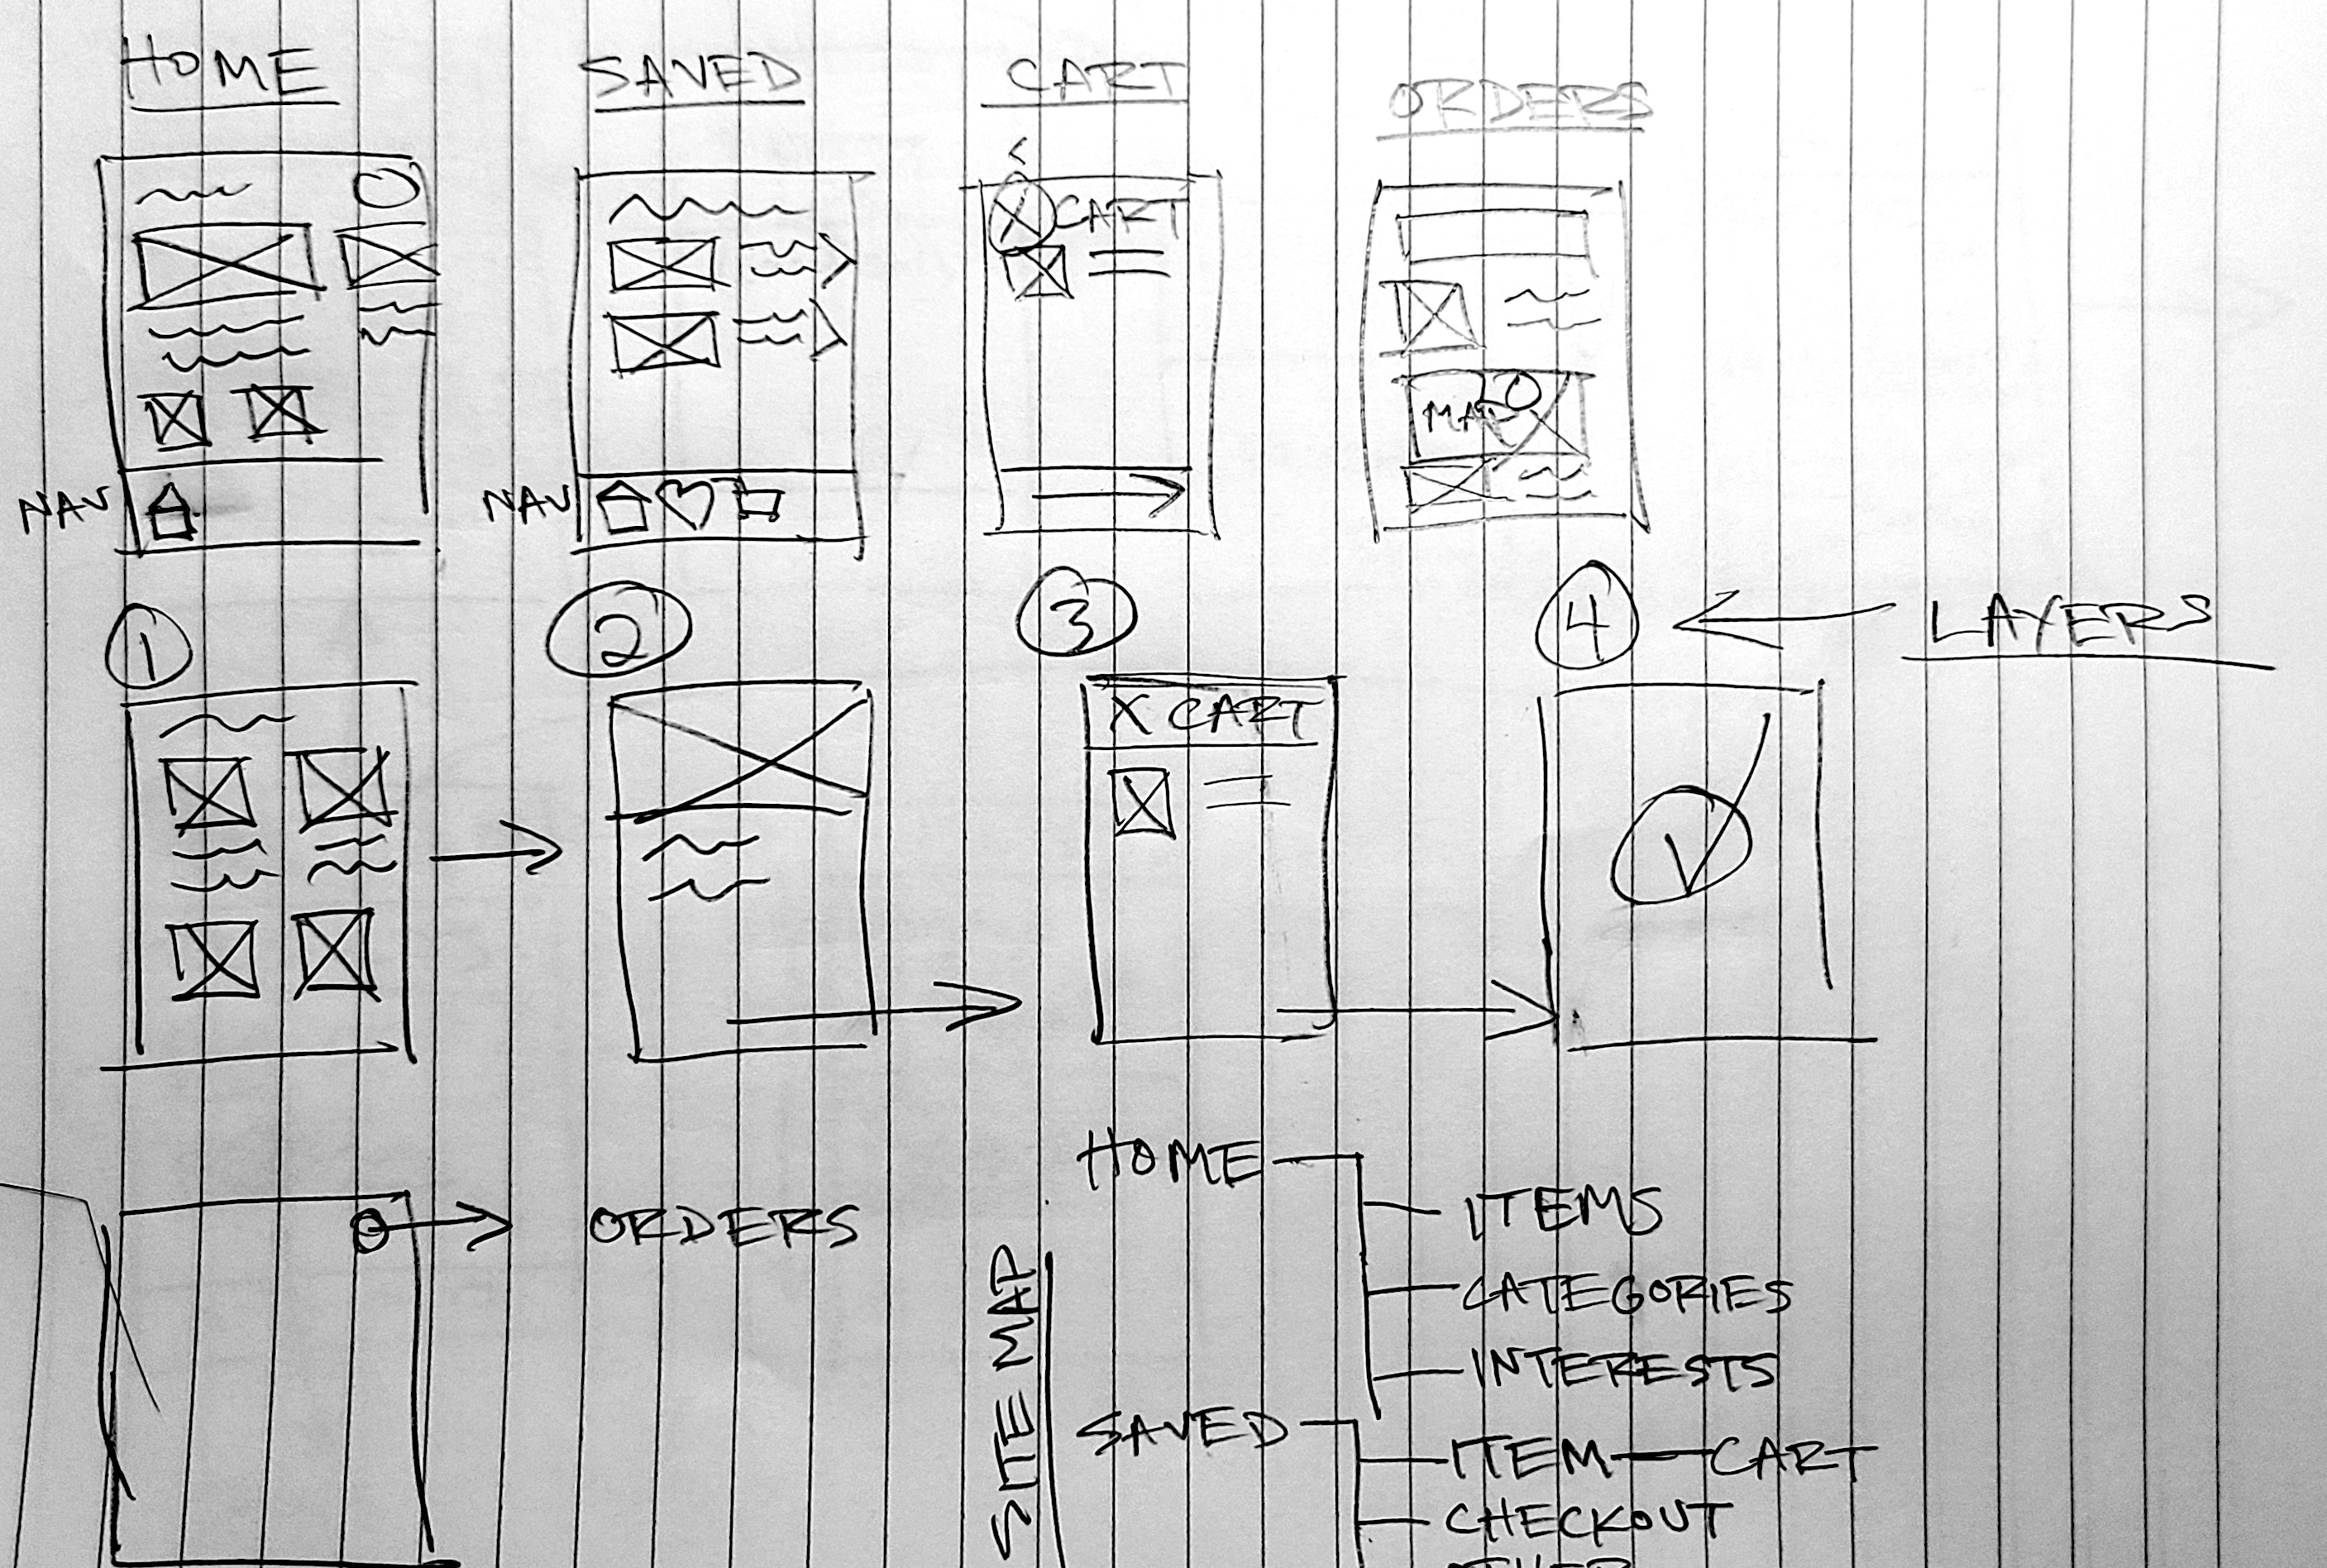 HOME
SAVED
CART
ORDERS
CART
MAP
NAV
NAV
1
2
3
4
LAYERS
X CART
ORDERS
SITE MAP
HOME
ITEMS
CATEGORIES
INTERESTS
SAVED
ITEM — CART
CHECKOUT